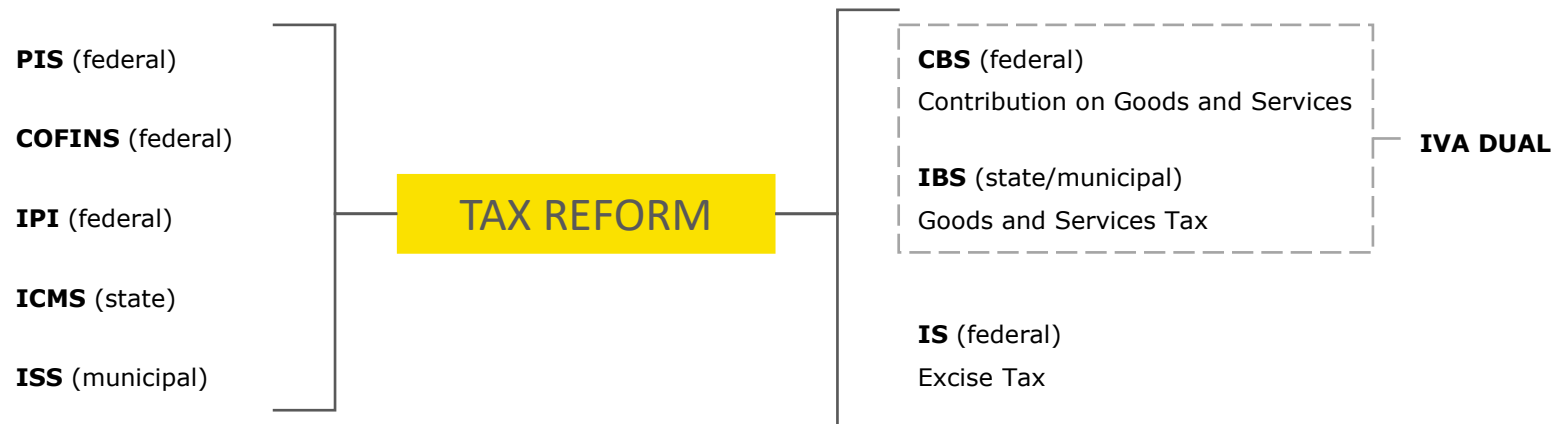 PIS (federal)
COFINS (federal)
IPI (federal)
ICMS (state)
ISS (municipal)
TAX REFORM
CBS (federal)
Contribution on Goods and Services
IBS (state/municipal)
Goods and Services Tax
IVA DUAL
IS (federal)
Excise Tax